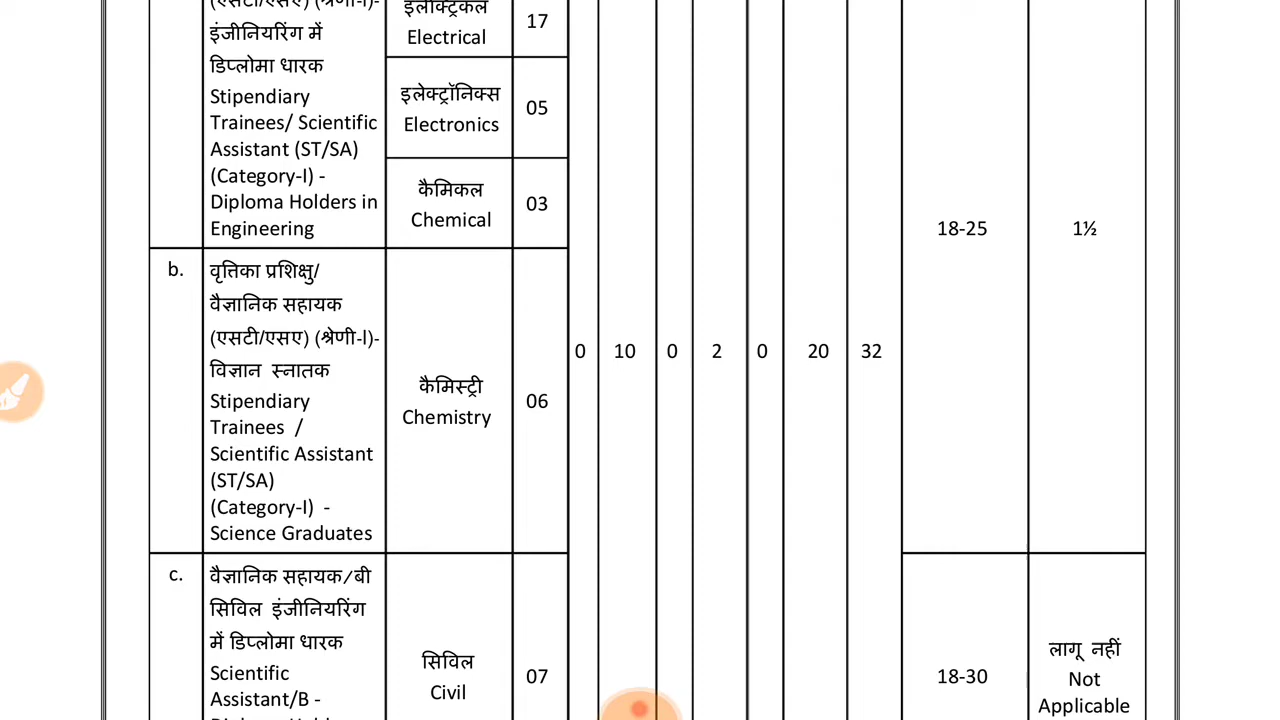 (एसटी/एसए) (श्रेणी-I)-
इंजीनियरिंग में
डिप्लोमा धारक
Stipendiary
Trainees/ Scientific
Assistant (ST/SA)
(Category-I) -
Diploma Holders in
Engineering
इलेक्ट्रिकल
Electrical
17
इलेक्ट्रॉनिक्स
Electronics
05
कैमिकल
Chemical
03
18-25
1½
b.
वृत्तिका प्रशिक्षु/
वैज्ञानिक सहायक
(एसटी/एसए) (श्रेणी-I)-
विज्ञान स्नातक
Stipendiary
Trainees /
Scientific Assistant
(ST/SA)
(Category-I) -
Science Graduates
कैमिस्ट्री
Chemistry
06
0
10
0
2
0
20
32
c.
वैज्ञानिक सहायक/बी
सिविल इंजीनियरिंग
में डिप्लोमा धारक
Scientific
Assistant/B -
सिविल
Civil
07
18-30
लागू नहीं
Not
Applicable